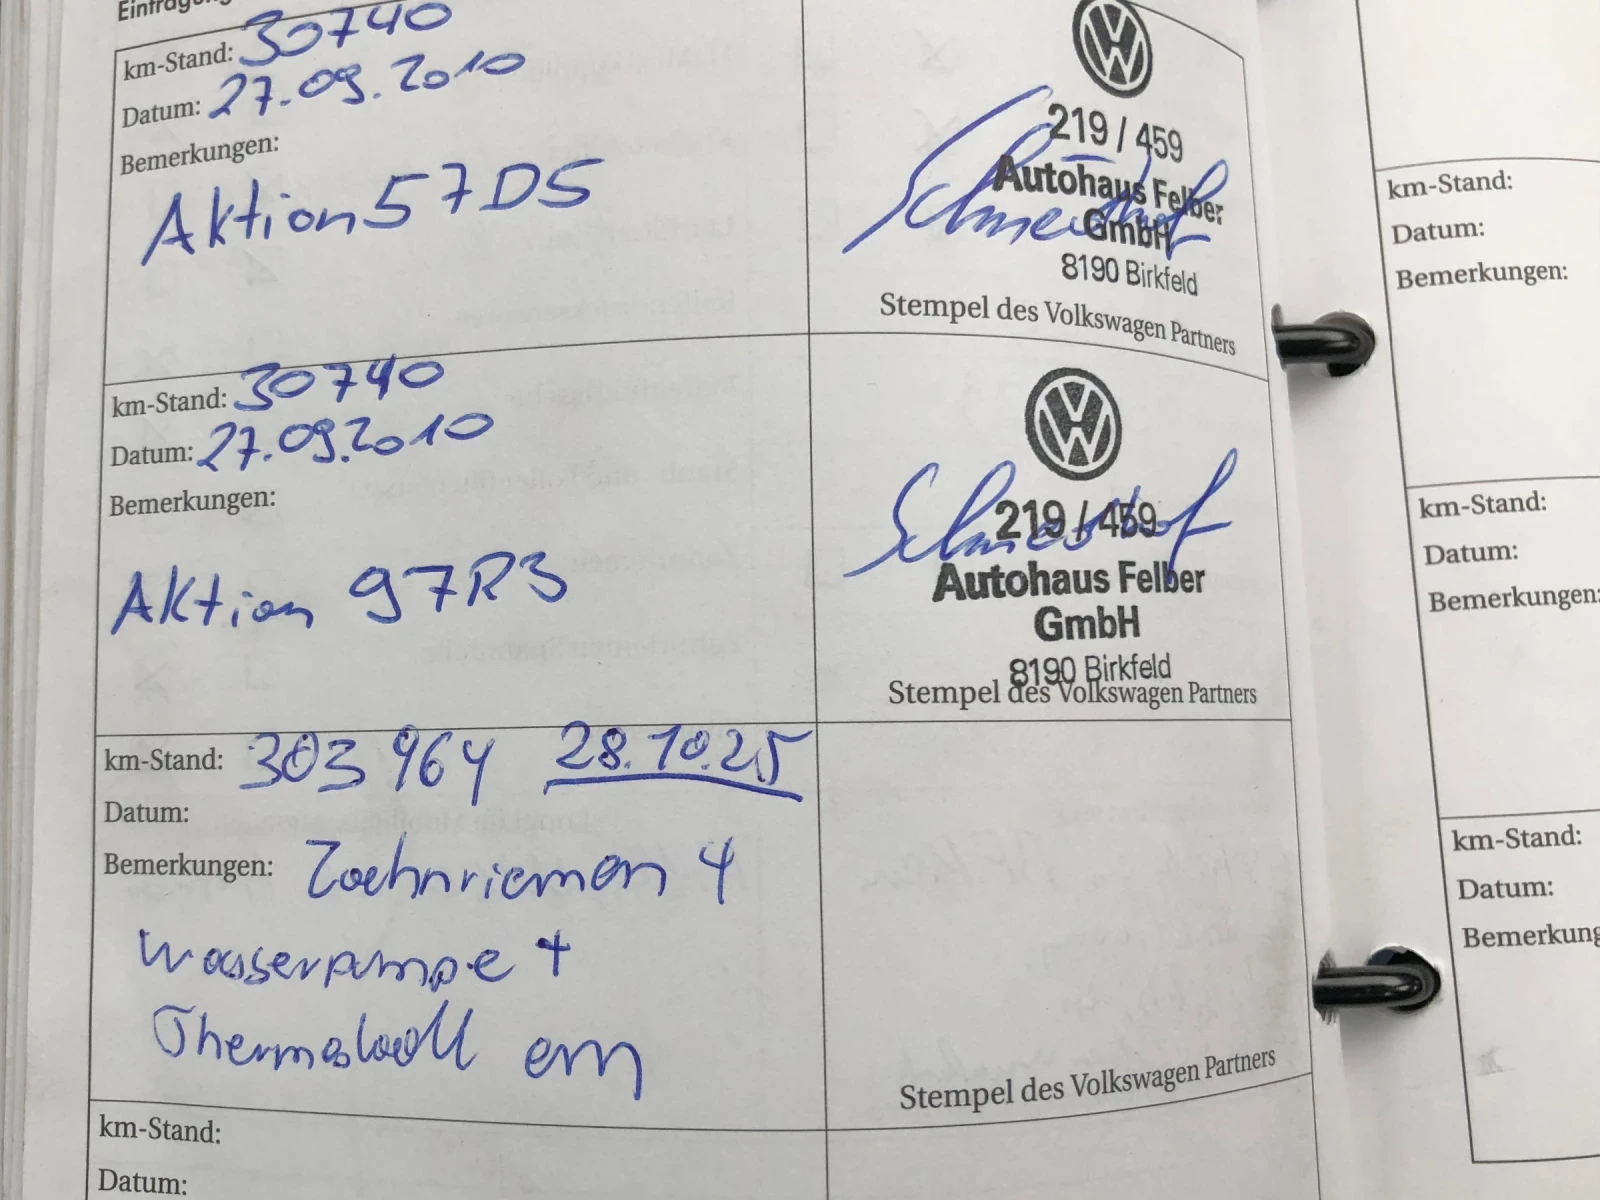 Eintragung
km-Stand: 30740
Datum: 27.09.2010
Bemerkungen:
Aktion 57D5
219 / 459
Autohaus Felber
GmbH
8190 Birkfeld
Stempel des Volkswagen Partners
km-Stand: 30740
Datum: 27.09.2010
Bemerkungen:
Aktion 97R3
219 / 459
Autohaus Felber
GmbH
8190 Birkfeld
Stempel des Volkswagen Partners
km-Stand: 303 964 28.10.25
Datum:
Bemerkungen: Zaehnriemen +
Wasserpumpe +
Stempel des Volkswagen Partners
km-Stand:
Datum:
km-Stand:
Datum:
Bemerkungen:
km-Stand:
Datum:
Bemerkungen:
km-Stand:
Datum:
Bemerkung